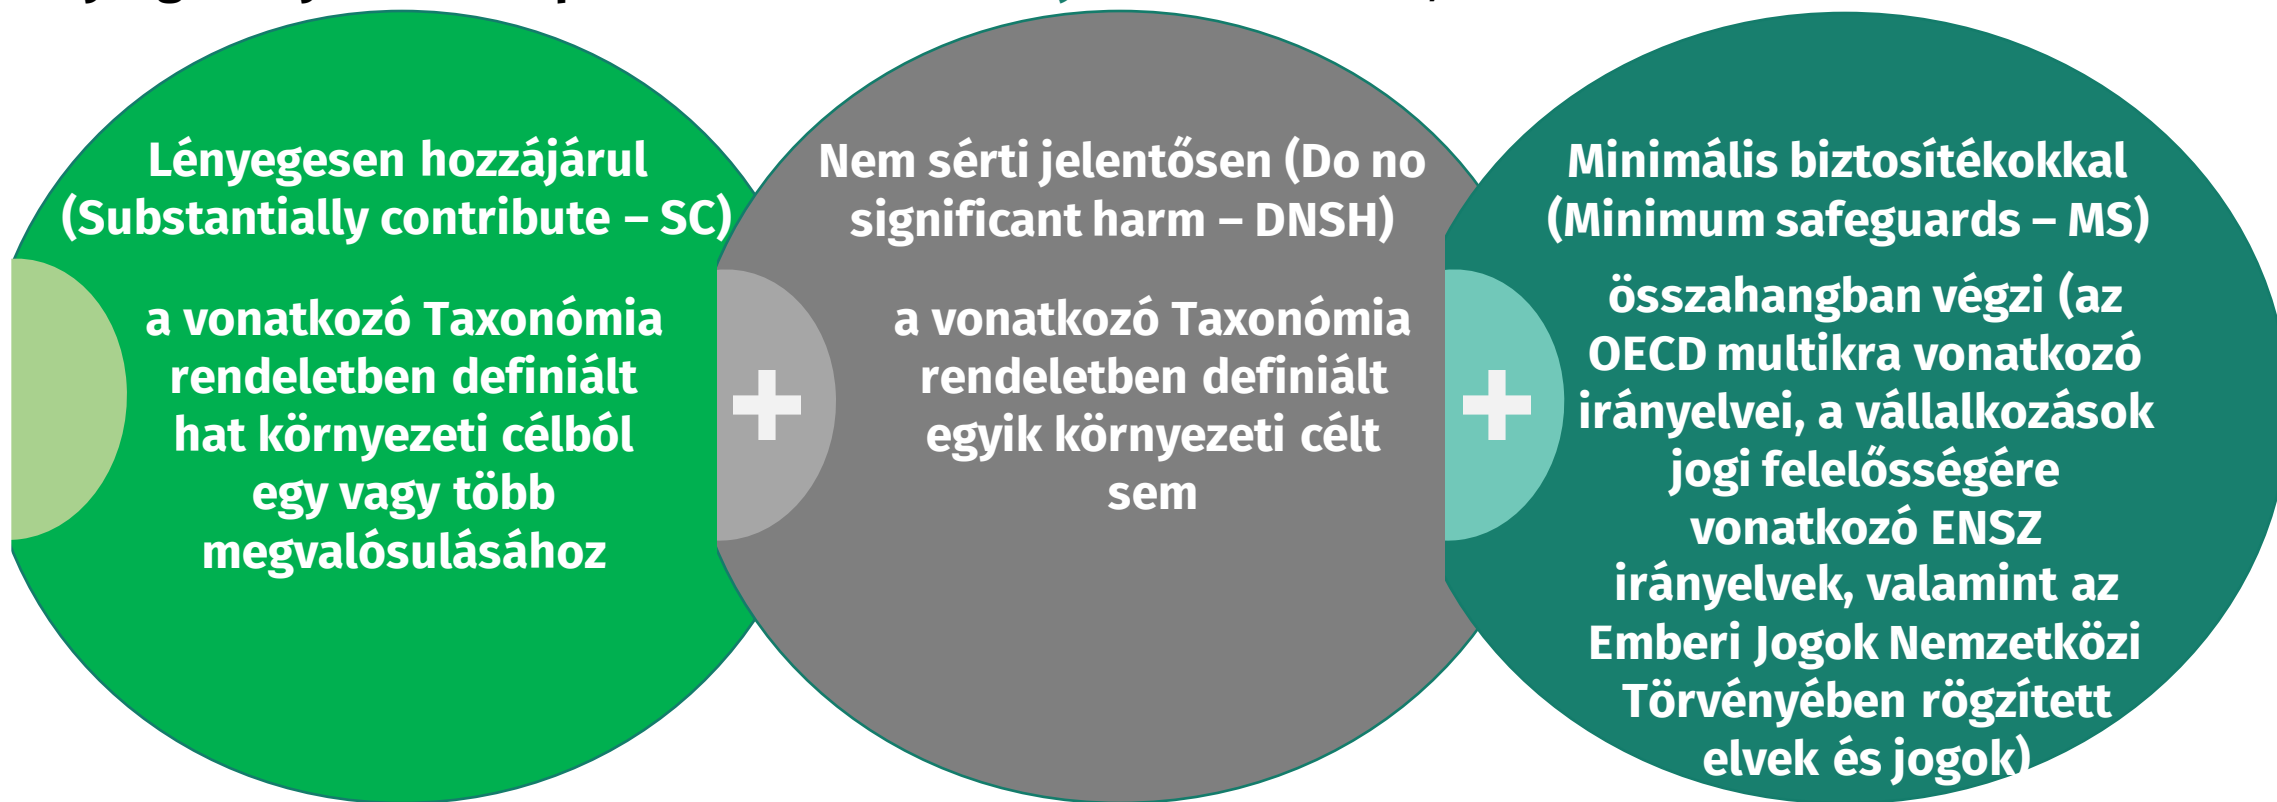 Lényegesen hozzájárul
(Substantially contribute – SC)
a vonatkozó Taxonómia
rendeletben definiált
hat környezeti célból
egy vagy több
megvalósulásához
+
Nem sérti jelentősen (Do no
significant harm – DNSH)
a vonatkozó Taxonómia
rendeletben definiált
egyik környezeti célt
sem
+
Minimális biztosítékokkal
(Minimum safeguards – MS)
összahangban végzi (az
OECD multikra vonatkozó
irányelvei, a vállalkozások
jogi felelősségére
vonatkozó ENSZ
irányelvek, valamint az
Emberi Jogok Nemzetközi
Törvényében rögzített
elvek és jogok)